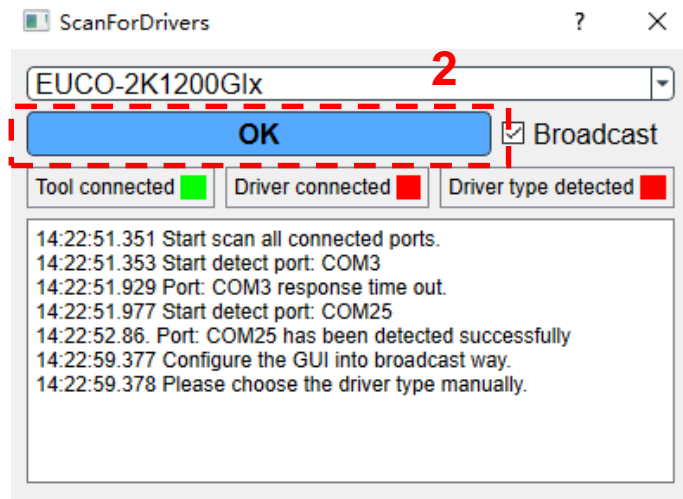 ScanForDrivers ? ×
EUCO-2K1200GIx
2
OK
Broadcast
Tool connected
Driver connected
Driver type detected
14:22:51.351 Start scan all connected ports.
14:22:51.353 Start detect port: COM3
14:22:51.929 Port: COM3 response time out.
14:22:51.977 Start detect port: COM25
14:22:52.86. Port: COM25 has been detected successfully
14:22:59.377 Configure the GUI into broadcast way.
14:22:59.378 Please choose the driver type manually.